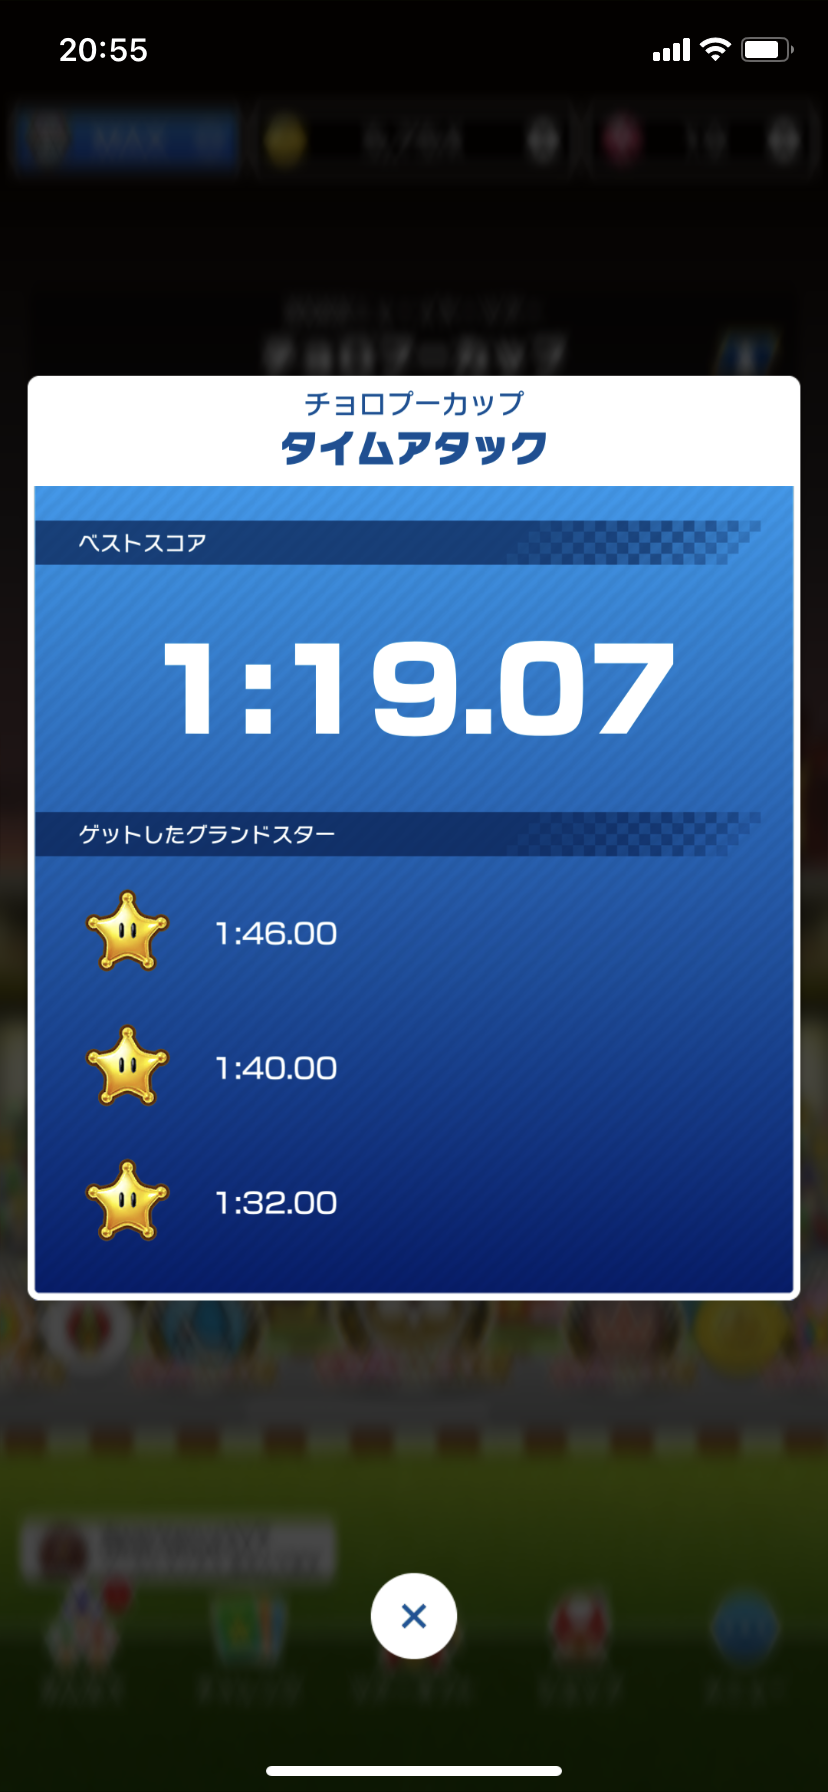 20:55
チョロプーカップ
タイムアタック
ベストスコア
1:19.07
ゲットしたグランドスター
1:46.00
1:40.00
1:32.00